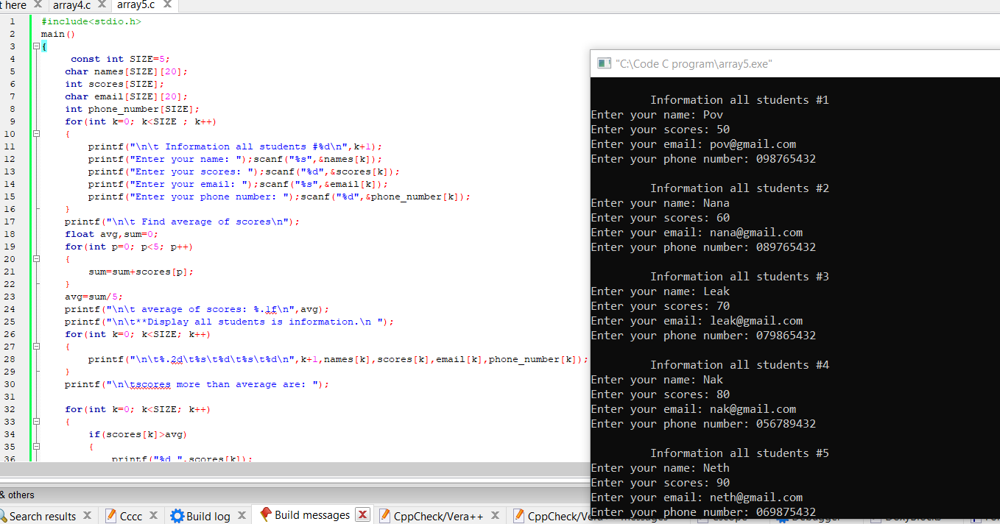 t here array4.c array5.c
1 #include<stdio.h>
2 main()
3 {
4 const int SIZE=5;
5 char names[SIZE][20];
6 int scores[SIZE];
7 char email[SIZE][20];
8 int phone_number[SIZE];
9 for(int k=0; k<SIZE ; k++)
10 {
11 printf("\n\t Information all students #%d\n",k+1);
12 printf("Enter your name: ");scanf("%s",&names[k]);
13 printf("Enter your scores: ");scanf("%d",&scores[k]);
14 printf("Enter your email: ");scanf("%s",&email[k]);
15 printf("Enter your phone number: ");scanf("%d",&phone_number[k]);
16 }
17 printf("\n\t Find average of scores\n");
18 float avg,sum=0;
19 for(int p=0; p<5; p++)
20 {
21 sum=sum+scores[p];
22 }
23 avg=sum/5;
24 printf("\n\t average of scores: %.1f\n",avg);
25 printf("\n\t**Display all students is information.\n ");
26 for(int k=0; k<SIZE; k++)
27 {
28 printf("\n\t%.2d\t%s\t%d\t%s\t%d\n",k+1,names[k],scores[k],email[k],phone_number[k]);
29 }
30 printf("\n\tscores more than average are: ");
31
32 for(int k=0; k<SIZE; k++)
33 {
34 if(scores[k]>avg)
35 {
36 printf("%d ",scores[k]);
"C:\Code C program\array5.exe"
Information all students #1
Enter your name: Pov
Enter your scores: 50
Enter your email: pov@gmail.com
Enter your phone number: 098765432
Information all students #2
Enter your name: Nana
Enter your scores: 60
Enter your email: nana@gmail.com
Enter your phone number: 089765432
Information all students #3
Enter your name: Leak
Enter your scores: 70
Enter your email: leak@gmail.com
Enter your phone number: 079865432
Information all students #4
Enter your name: Nak
Enter your scores: 80
Enter your email: nak@gmail.com
Enter your phone number: 056789432
Information all students #5
Enter your name: Neth
Enter your scores: 90
Enter your email: neth@gmail.com
Enter your phone number: 069875432
& others
Search results Cccc Build log Build messages CppCheck/Vera++ CppCheck/Ve